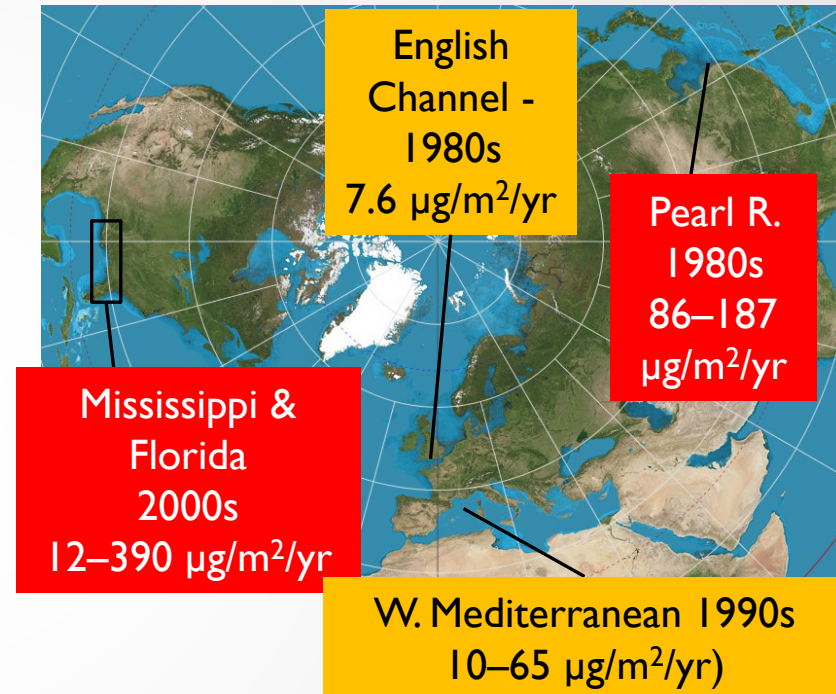 English
Channel -
1980s
7.6 µg/m²/yr
Pearl R.
1980s
86–187
µg/m²/yr
Mississippi &
Florida
2000s
12–390 µg/m²/yr
W. Mediterranean 1990s
10–65 µg/m²/yr)